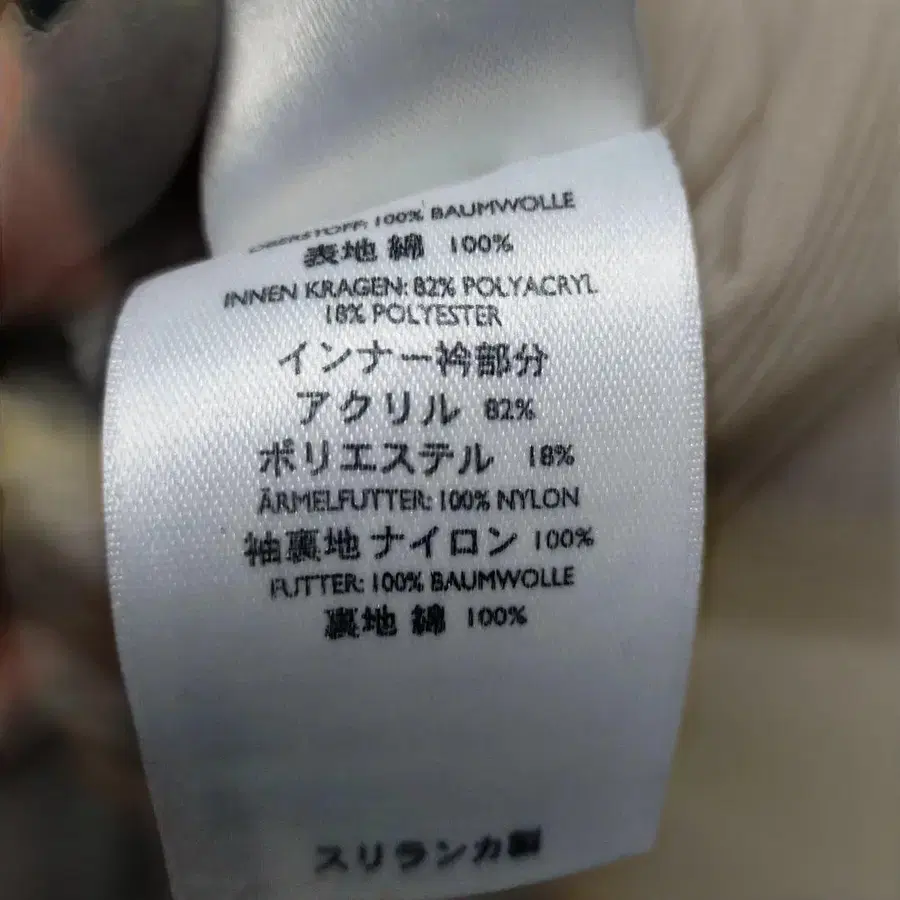 OBERSTOFF: 100% BAUMWOLLE
表地 綿 100%
INNEN KRAGEN: 82% POLYACRYL
18% POLYESTER
インナー衿部分
アクリル 82%
ポリエステル 18%
ÄRMELFUTTER: 100% NYLON
袖裏地 ナイロン 100%
FUTTER: 100% BAUMWOLLE
裏地 綿 100%
スリランカ製